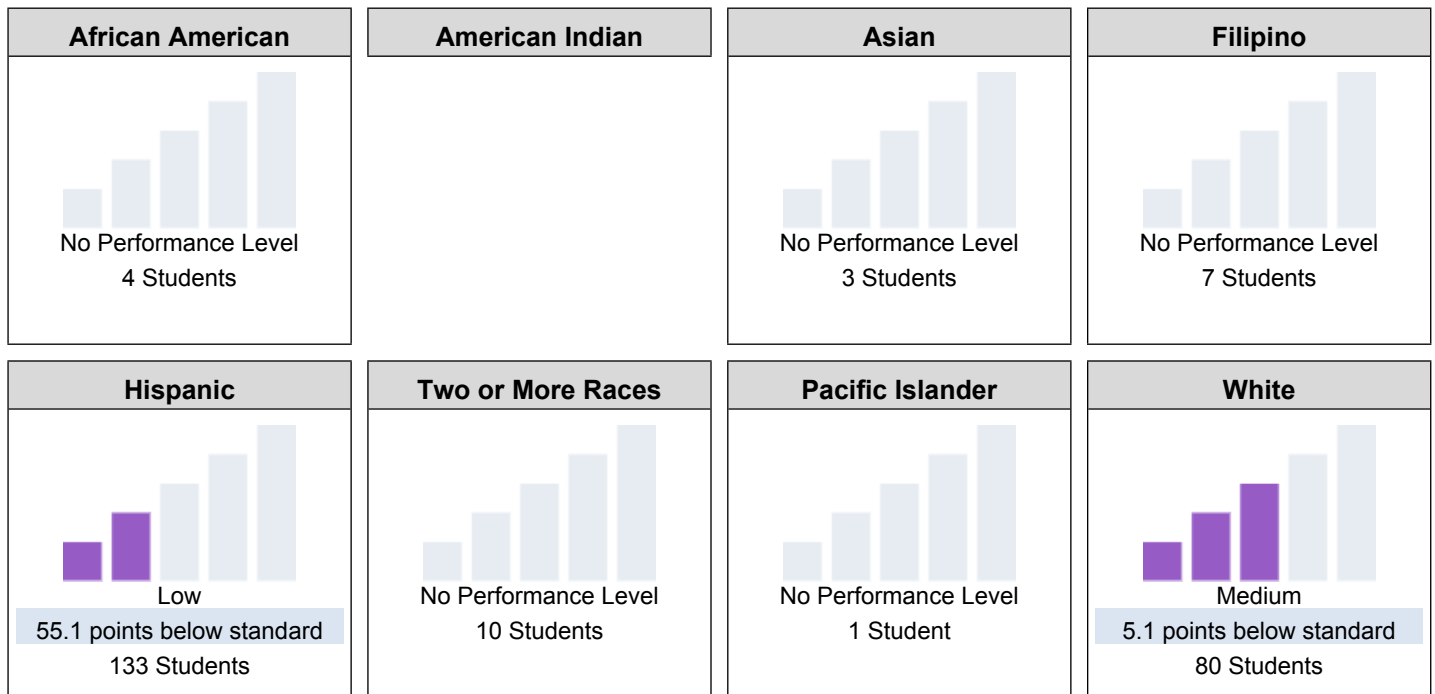 African American
No Performance Level
4 Students
American Indian
Asian
No Performance Level
3 Students
Filipino
No Performance Level
7 Students
Hispanic
Low
55.1 points below standard
133 Students
Two or More Races
No Performance Level
10 Students
Pacific Islander
No Performance Level
1 Student
White
Medium
5.1 points below standard
80 Students